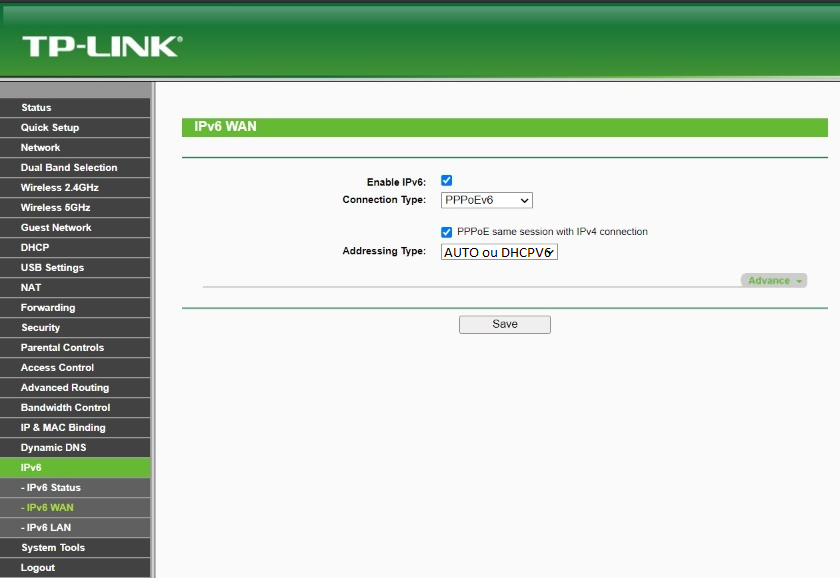 TP-LINK®
Status
Quick Setup
Network
Dual Band Selection
Wireless 2.4GHz
Wireless 5GHz
Guest Network
DHCP
USB Settings
NAT
Forwarding
Security
Parental Controls
Access Control
Advanced Routing
Bandwidth Control
IP & MAC Binding
Dynamic DNS
IPv6
- IPv6 Status
- IPv6 WAN
- IPv6 LAN
System Tools
Logout
IPv6 WAN
Enable IPv6:
Connection Type: PPPoEv6
PPPoE same session with IPv4 connection
Addressing Type: AUTO ou DHCPV6
Advance
Save